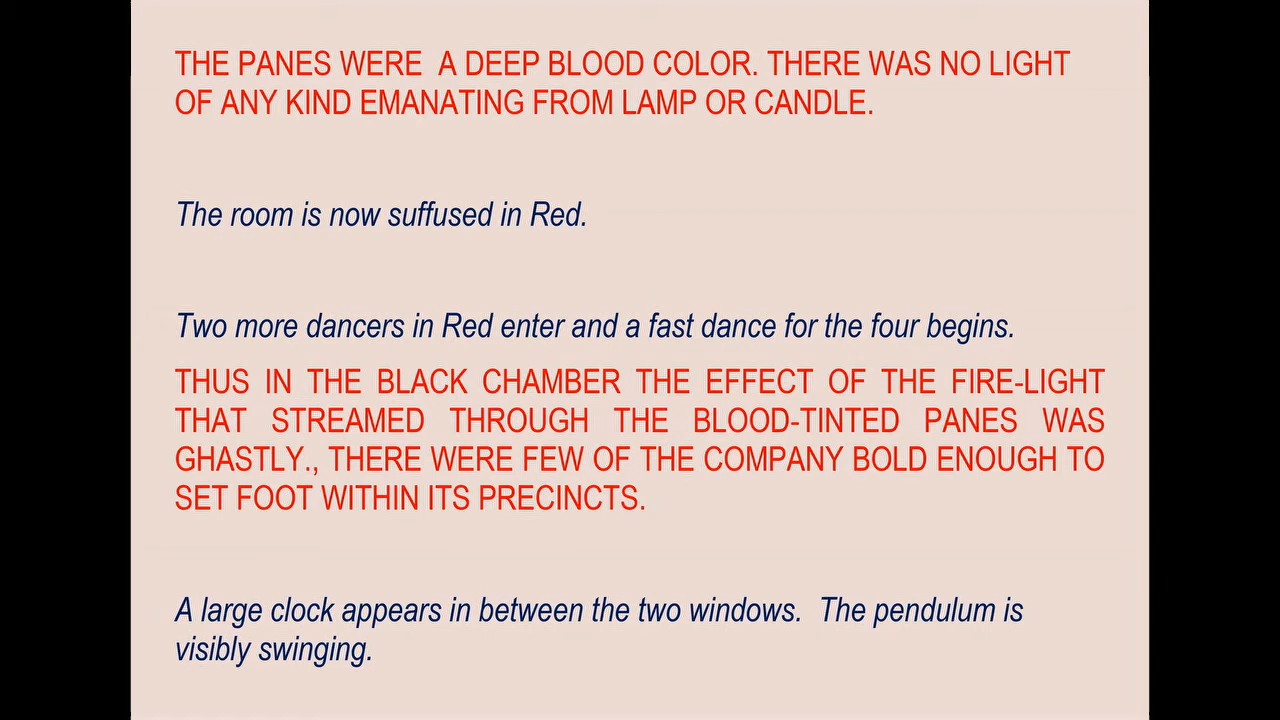 THE PANES WERE  A DEEP BLOOD COLOR. THERE WAS NO LIGHT
OF ANY KIND EMANATING FROM LAMP OR CANDLE.
The room is now suffused in Red.
Two more dancers in Red enter and a fast dance for the four begins.
THUS IN THE BLACK CHAMBER THE EFFECT OF THE FIRE-LIGHT
THAT STREAMED THROUGH THE BLOOD-TINTED PANES WAS
GHASTLY., THERE WERE FEW OF THE COMPANY BOLD ENOUGH TO
SET FOOT WITHIN ITS PRECINCTS.
A large clock appears in between the two windows.  The pendulum is
visibly swinging.